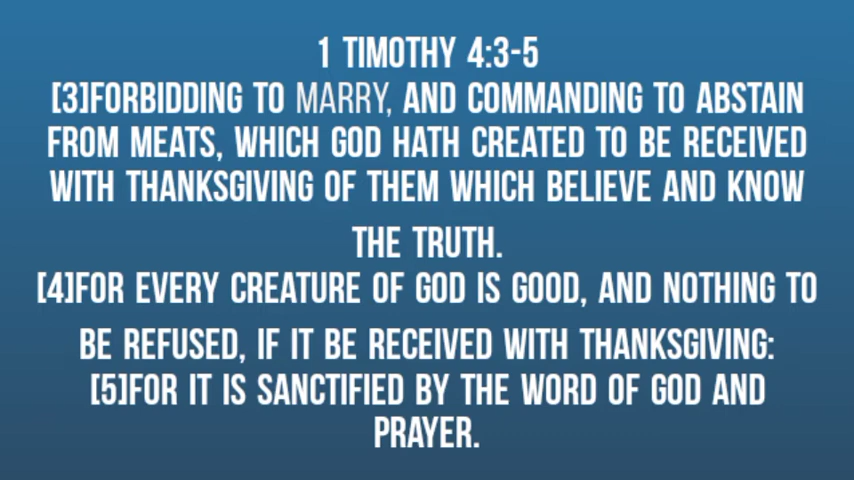 1 TIMOTHY 4:3-5
[3]FORBIDDING TO MARRY, AND COMMANDING TO ABSTAIN
FROM MEATS, WHICH GOD HATH CREATED TO BE RECEIVED
WITH THANKSGIVING OF THEM WHICH BELIEVE AND KNOW
THE TRUTH.
[4]FOR EVERY CREATURE OF GOD IS GOOD, AND NOTHING TO
BE REFUSED, IF IT BE RECEIVED WITH THANKSGIVING:
[5]FOR IT IS SANCTIFIED BY THE WORD OF GOD AND
PRAYER.